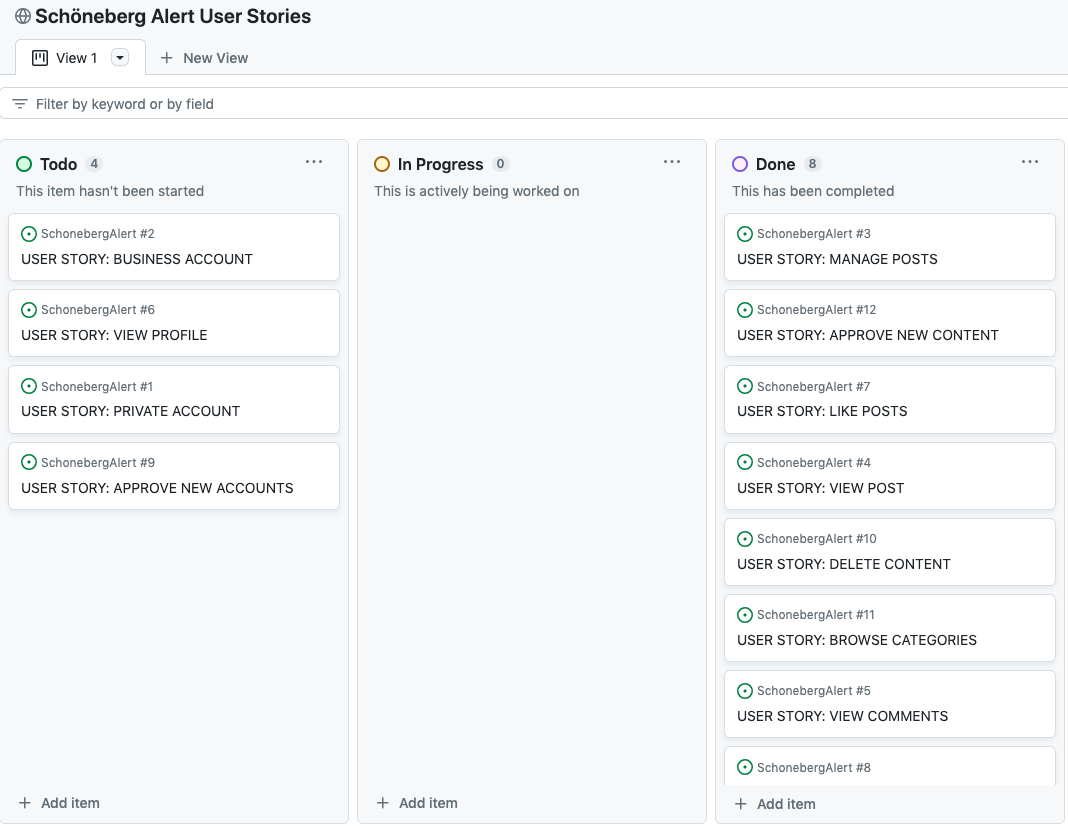 Schöneberg Alert User Stories
View 1
New View
Filter by keyword or by field
Todo 4
This item hasn't been started
SchonebergAlert #2
USER STORY: BUSINESS ACCOUNT
SchonebergAlert #6
USER STORY: VIEW PROFILE
SchonebergAlert #1
USER STORY: PRIVATE ACCOUNT
SchonebergAlert #9
USER STORY: APPROVE NEW ACCOUNTS
Add item
In Progress 0
This is actively being worked on
Add item
Done 8
This has been completed
SchonebergAlert #3
USER STORY: MANAGE POSTS
SchonebergAlert #12
USER STORY: APPROVE NEW CONTENT
SchonebergAlert #7
USER STORY: LIKE POSTS
SchonebergAlert #4
USER STORY: VIEW POST
SchonebergAlert #10
USER STORY: DELETE CONTENT
SchonebergAlert #11
USER STORY: BROWSE CATEGORIES
SchonebergAlert #5
USER STORY: VIEW COMMENTS
SchonebergAlert #8
Add item